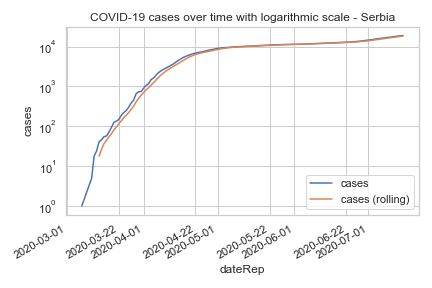 COVID-19 cases over time with logarithmic scale - Serbia
cases
10⁴
10³
10²
10¹
10⁰
cases
cases (rolling)
2020-03-01
2020-03-22
2020-04-01
2020-04-22
2020-05-01
2020-05-22
2020-06-01
2020-06-22
2020-07-01
dateRep